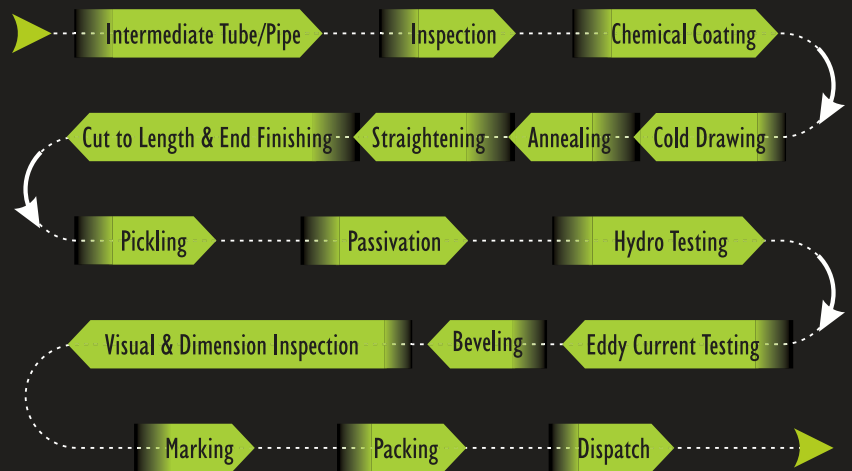 Intermediate Tube/Pipe
Inspection
Chemical Coating
Cold Drawing
Annealing
Straightening
Cut to Length & End Finishing
Pickling
Passivation
Hydro Testing
Eddy Current Testing
Beveling
Visual & Dimension Inspection
Marking
Packing
Dispatch